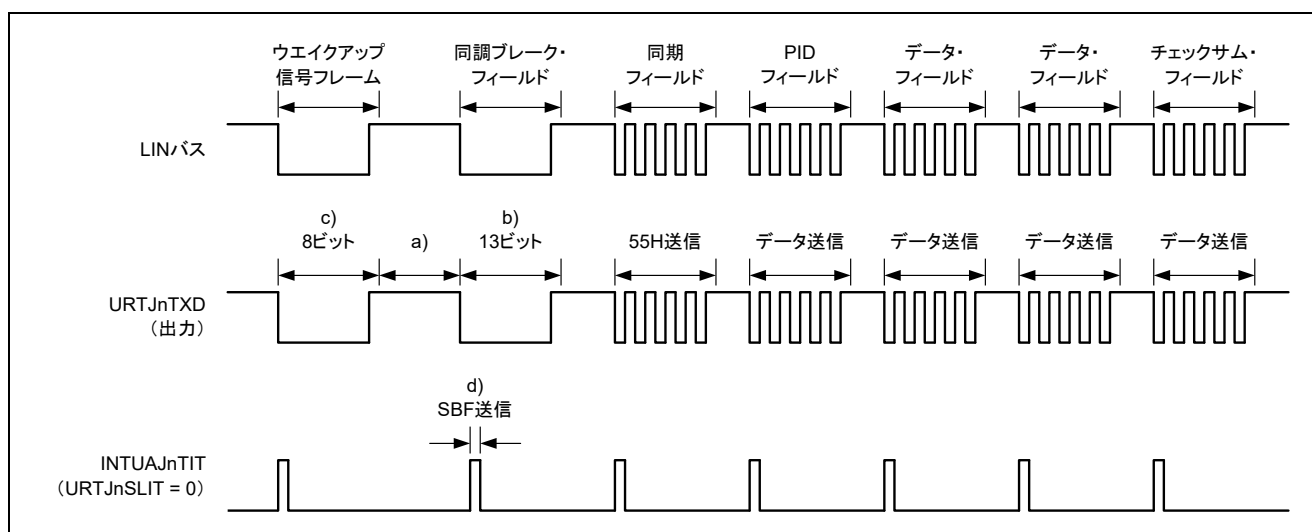 ウエイクアップ
信号フレーム
同調ブレーク・
フィールド
同期
フィールド
PID
フィールド
データ・
フィールド
データ・
フィールド
チェックサム・
フィールド
LINバス
c)
8ビット
a)
b)
13ビット
55H送信
データ送信
データ送信
データ送信
データ送信
URTJnTXD
（出力）
d)
SBF送信
INTUAJnTIT
（URTJnSLIT = 0）